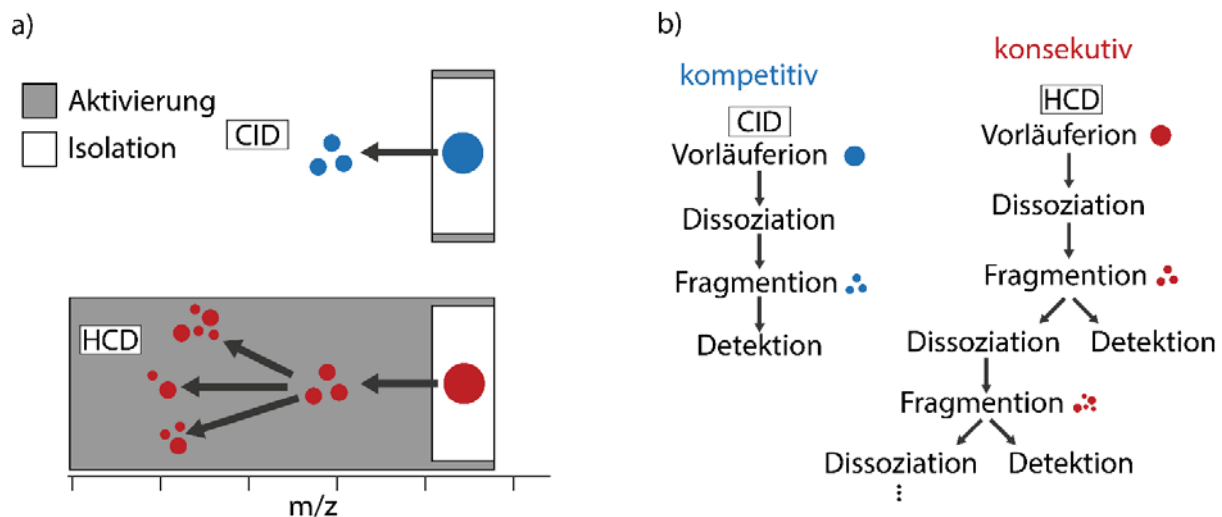 a)
Aktivierung
Isolation
CID
HCD
m/z
b)
kompetitiv
CID
Vorläuferion
Dissoziation
Fragmention
Detektion
konsekutiv
HCD
Vorläuferion
Dissoziation
Fragmention
Dissoziation Detektion
Fragmention
Dissoziation Detektion